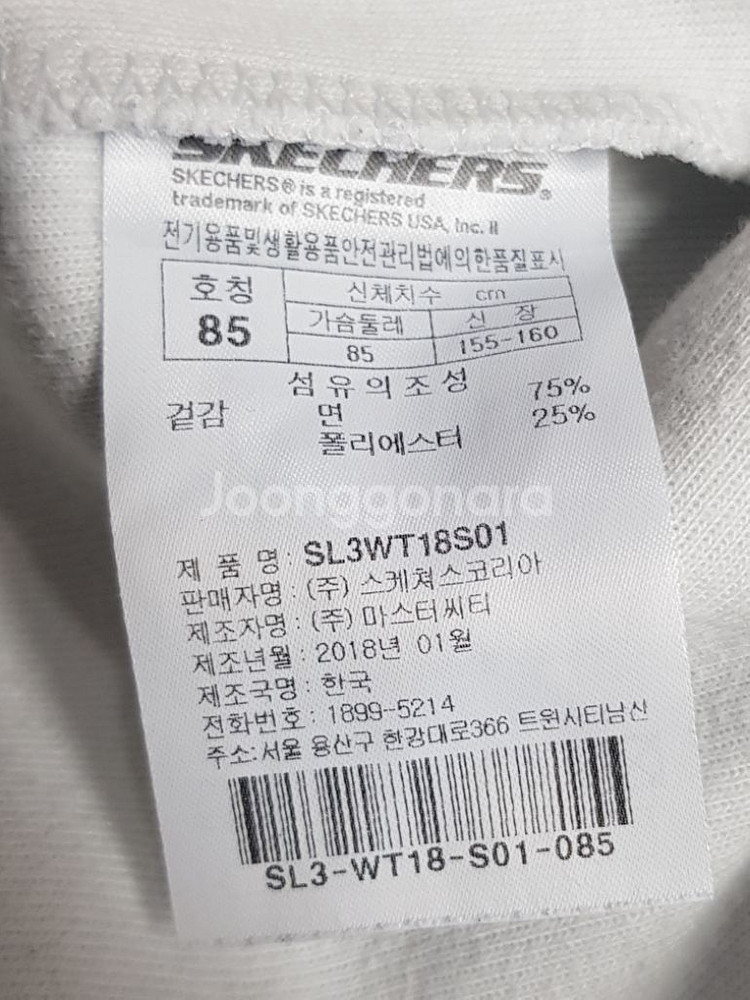 SKECHERS®
SKECHERS® is a registered
trademark of SKECHERS USA, Inc. II
전기용품및생활용품안전관리법에의한품질표시
호칭 신체치수 cm
85 가슴둘레 신 장
85 155-160
섬유의조성
겉감 면 75%
폴리에스터 25%
Joonggonara
제 품 명: SL3WT18S01
판매자명: (주) 스케쳐스코리아
제조자명: (주) 마스터씨티
제조년월: 2018년 01월
제조국명: 한국
전화번호: 1899-5214
주소:서울 용산구 한강대로366 트윈시티남산
SL3-WT18-S01-085